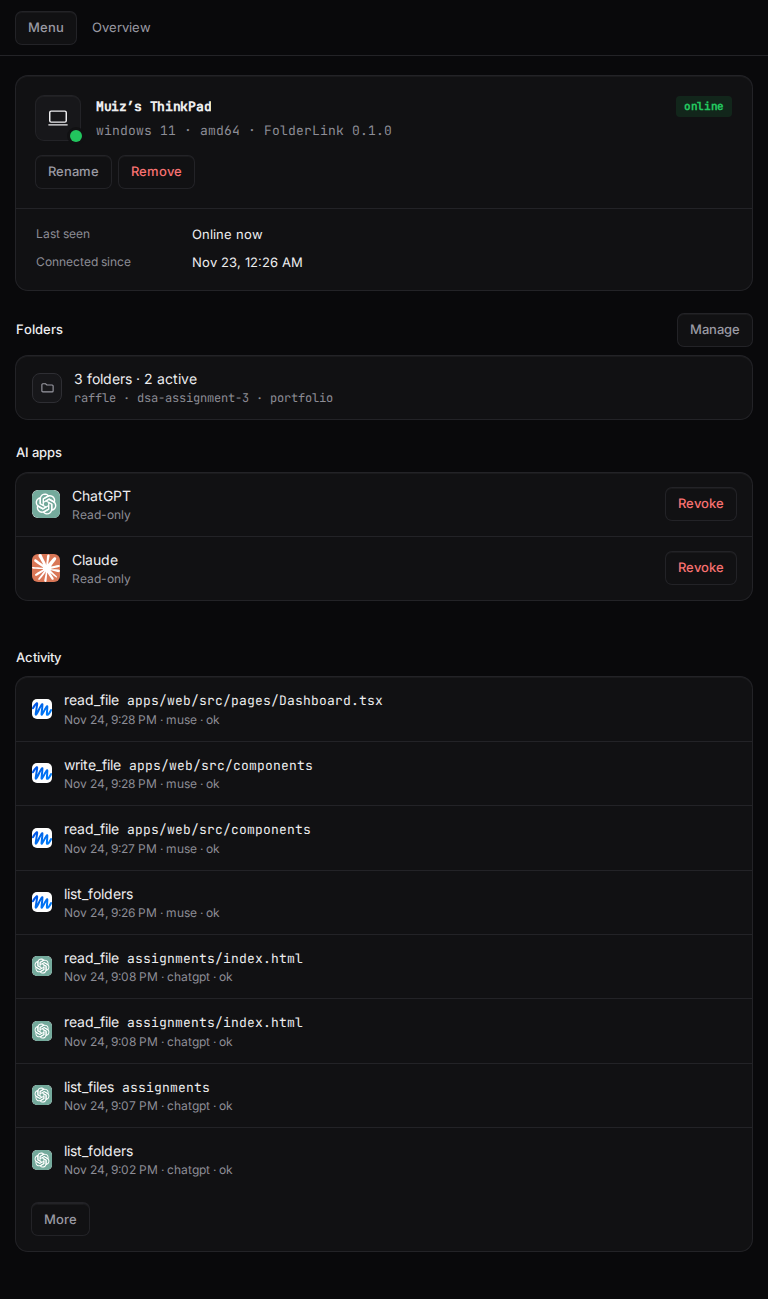 Menu Overview
Muiz’s ThinkPad online
windows 11 · amd64 · FolderLink 0.1.0
Rename Remove
Last seen Online now
Connected since Nov 23, 12:26 AM
Folders Manage
3 folders · 2 active
raffle · dsa-assignment-3 · portfolio
AI apps
ChatGPT
Read-only
Revoke
Claude
Read-only
Revoke
Activity
read_file apps/web/src/pages/Dashboard.tsx
Nov 24, 9:28 PM · muse · ok
write_file apps/web/src/components
Nov 24, 9:28 PM · muse · ok
read_file apps/web/src/components
Nov 24, 9:27 PM · muse · ok
list_folders
Nov 24, 9:26 PM · muse · ok
read_file assignments/index.html
Nov 24, 9:08 PM · chatgpt · ok
read_file assignments/index.html
Nov 24, 9:08 PM · chatgpt · ok
list_files assignments
Nov 24, 9:07 PM · chatgpt · ok
list_folders
Nov 24, 9:02 PM · chatgpt · ok
More